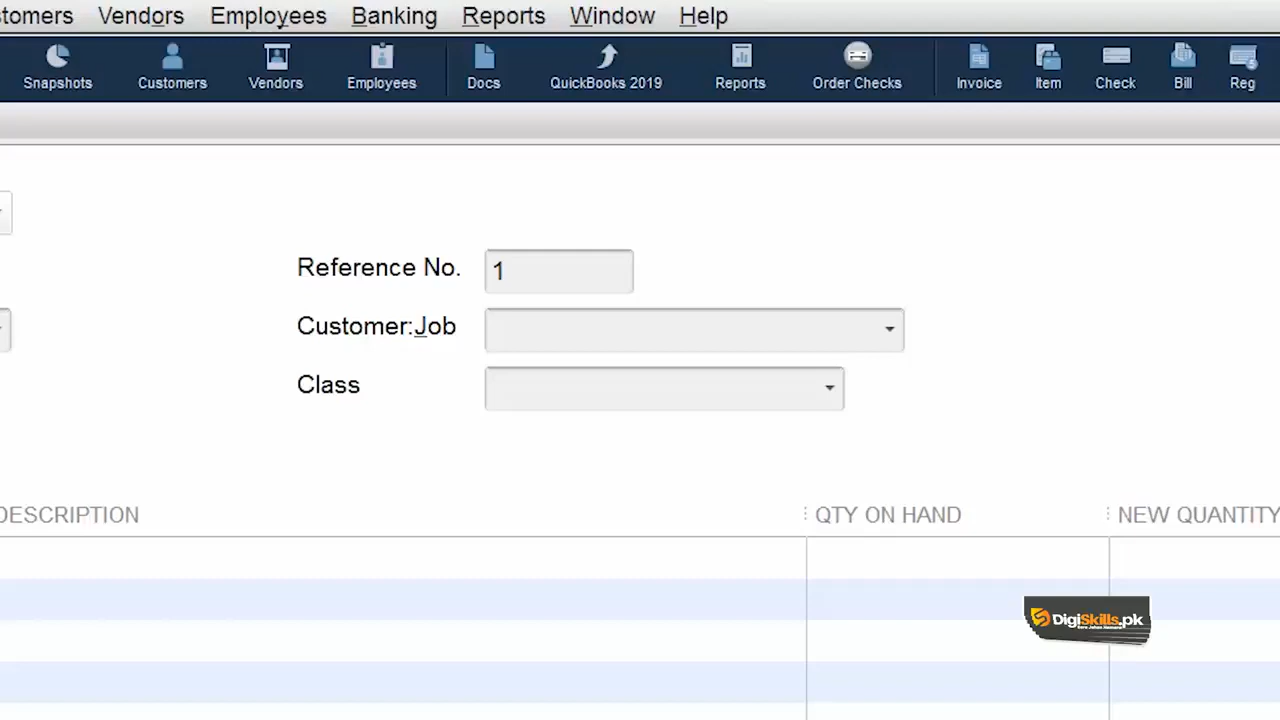 stomers Vendors Employees Banking Reports Window Help
Snapshots Customers Vendors Employees Docs QuickBooks 2019 Reports Order Checks Invoice Item Check Bill Reg
Reference No. 1
Customer:Job
Class
DESCRIPTION QTY ON HAND NEW QUANTITY
DigiSkills.pk